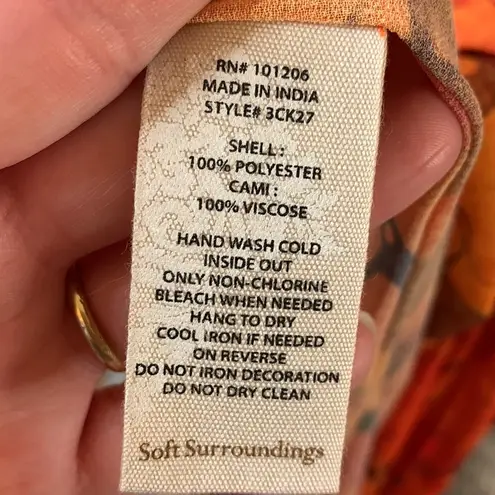 RN# 101206
MADE IN INDIA
STYLE# 3CK27
SHELL :
100% POLYESTER
CAMI :
100% VISCOSE
HAND WASH COLD
INSIDE OUT
ONLY NON-CHLORINE
BLEACH WHEN NEEDED
HANG TO DRY
COOL IRON IF NEEDED
ON REVERSE
DO NOT IRON DECORATION
DO NOT DRY CLEAN
Soft Surroundings